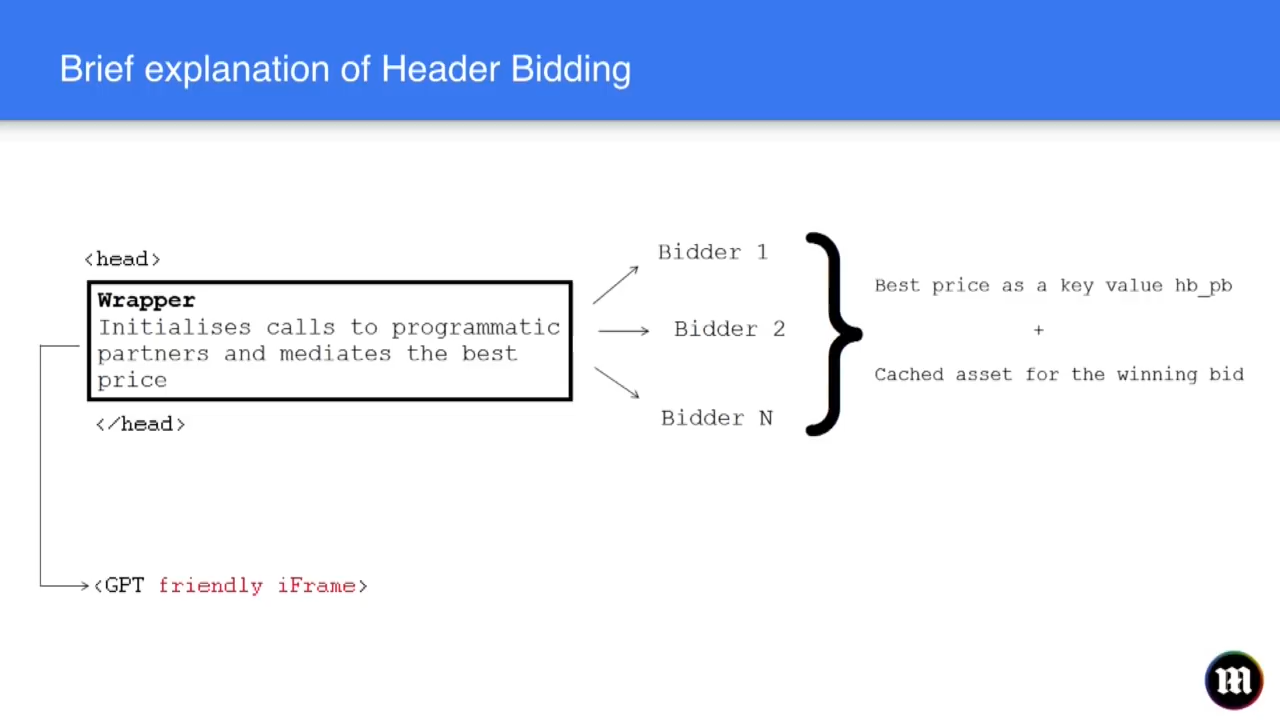 Brief explanation of Header Bidding
<head>
Wrapper
Initialises calls to programmatic
partners and mediates the best
price
</head>
Bidder 1
Bidder 2
Bidder N
Best price as a key value hb_pb
+
Cached asset for the winning bid
<GPT friendly iFrame>
M